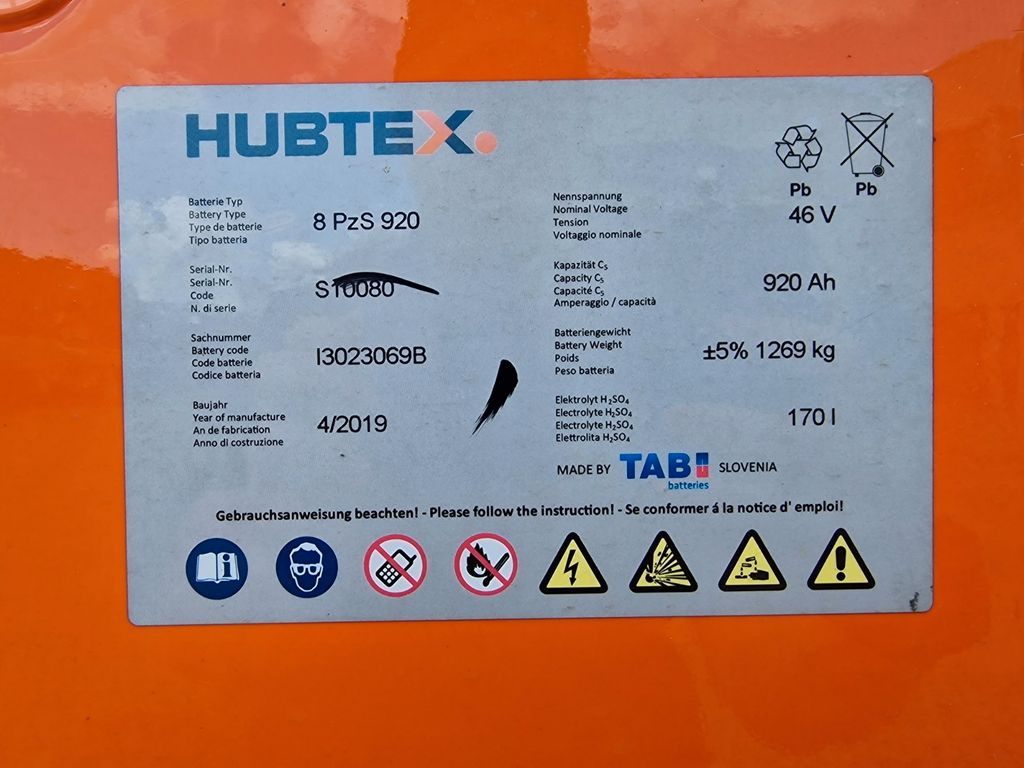 HUBTEX
Pb
Pb
Batterie Typ
Battery Type
Type de batterie
Tipo batteria
8 PzS 920
Nennspannung
Nominal Voltage
Tension
Voltaggio nominale
46 V
Serial-Nr.
Serial-Nr.
Code
N. di serie
S10080
Kapazität C₅
Capacity C₅
Capacité C₅
Amperaggio / capacità
920 Ah
Sachnummer
Battery code
Code batterie
Codice batteria
I3023069B
Batteriengewicht
Battery Weight
Poids
Peso batteria
±5% 1269 kg
Baujahr
Year of manufacture
An de fabrication
Anno di costruzione
4/2019
Elektrolyt H₂SO₄
Electrolyte H₂SO₄
Electrolyte H₂SO₄
Elettrolita H₂SO₄
170 l
MADE BY TAB batteries SLOVENIA
Gebrauchsanweisung beachten! - Please follow the instruction! - Se conformer á la notice d' emploi!